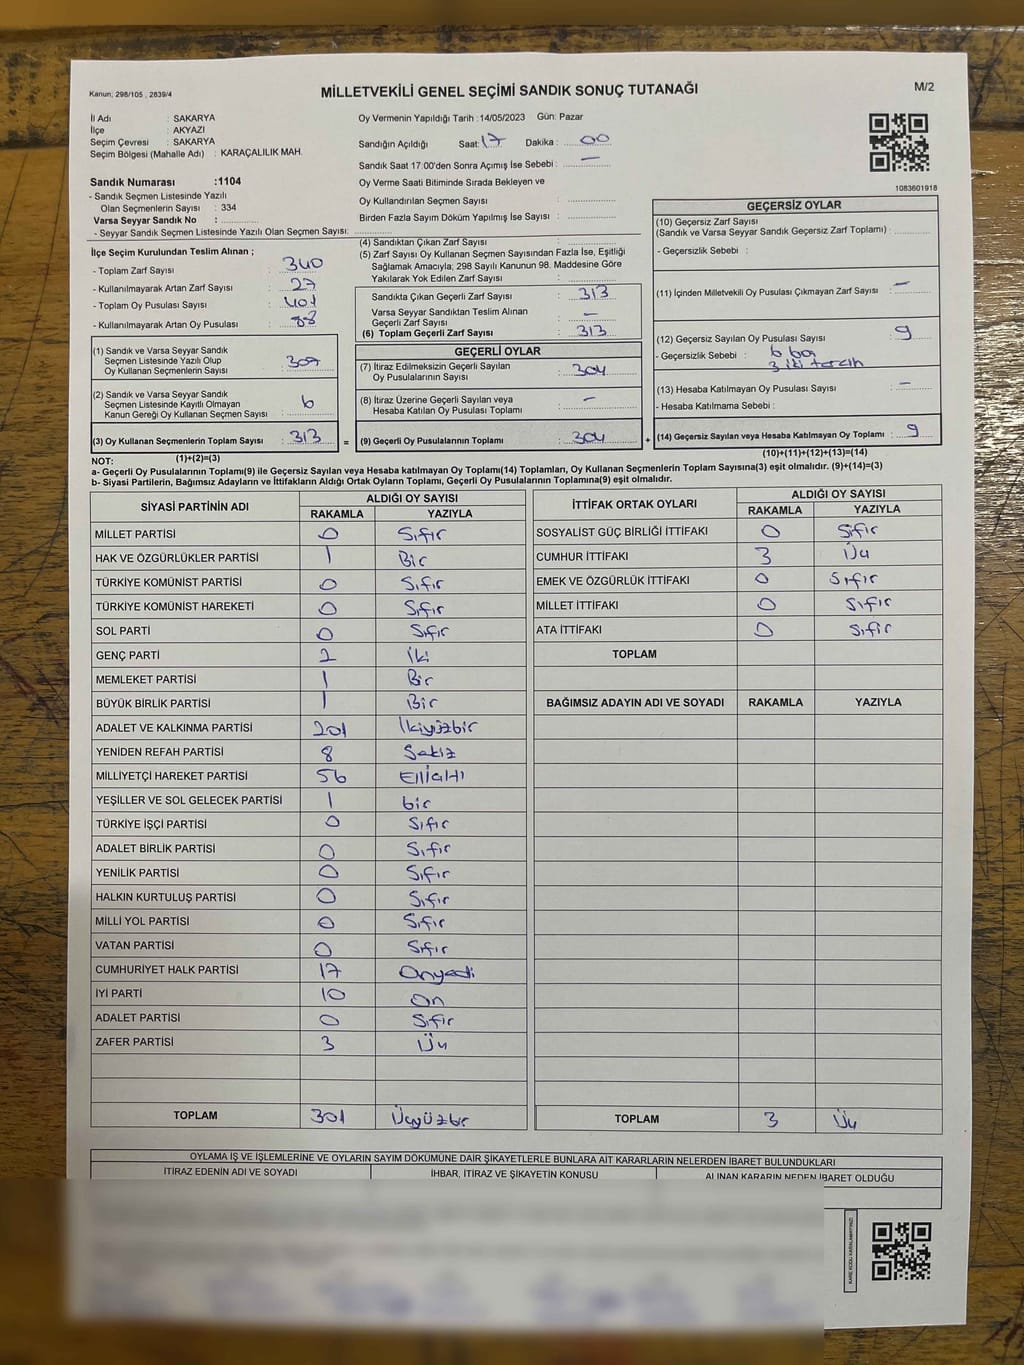 Kanun; 298/105 , 2839/4
MİLLETVEKİLİ GENEL SEÇİMİ SANDIK SONUÇ TUTANAĞI
M/2
İl Adı : SAKARYA
İlçe : AKYAZI
Seçim Çevresi : SAKARYA
Seçim Bölgesi (Mahalle Adı) : KARAÇALILIK MAH.
Sandık Numarası :1104
- Sandık Seçmen Listesinde Yazılı
Olan Seçmenlerin Sayısı : 334
Varsa Seyyar Sandık No : ............
- Seyyar Sandık Seçmen Listesinde Yazılı Olan Seçmen Sayısı: ............
Oy Vermenin Yapıldığı Tarih :14/05/2023 Gün: Pazar
Sandığın Açıldığı Saat: 17 Dakika : 00
Sandık Saat 17:00'den Sonra Açımış İse Sebebi : —
Oy Verme Saati Bitiminde Sırada Bekleyen ve
Oy Kullandırılan Seçmen Sayısı : ............
Birden Fazla Sayım Döküm Yapılmış İse Sayısı : ............
1083601918
İlçe Seçim Kurulundan Teslim Alınan ;
- Toplam Zarf Sayısı : 340
- Kullanılmayarak Artan Zarf Sayısı : 27
- Toplam Oy Pusulası Sayısı : 401
- Kullanılmayarak Artan Oy Pusulası : 88
(4) Sandıktan Çıkan Zarf Sayısı : ............
(5) Zarf Sayısı Oy Kullanan Seçmen Sayısından Fazla İse, Eşitliği
Sağlamak Amacıyla; 298 Sayılı Kanunun 98. Maddesine Göre
Yakılarak Yok Edilen Zarf Sayısı : ............
Sandıkta Çıkan Geçerli Zarf Sayısı : 313
Varsa Seyyar Sandıktan Teslim Alınan
Geçerli Zarf Sayısı : —
(6) Toplam Geçerli Zarf Sayısı : 313
GEÇERSİZ OYLAR
(10) Geçersiz Zarf Sayısı
(Sandık ve Varsa Seyyar Sandık Geçersiz Zarf Toplamı) : ............
- Geçersizlik Sebebi :
(11) İçinden Milletvekili Oy Pusulası Çıkmayan Zarf Sayısı : —
(12) Geçersiz Sayılan Oy Pusulası Sayısı : 9
- Geçersizlik Sebebi : 6 boş
3 iki tercih
(13) Hesaba Katılmayan Oy Pusulası Sayısı : —
- Hesaba Katılmama Sebebi :
(14) Geçersiz Sayılan veya Hesaba Katılmayan Oy Toplamı : 9
(10)+(11)+(12)+(13)=(14)
(1) Sandık ve Varsa Seyyar Sandık
Seçmen Listesinde Yazılı Olup
Oy Kullanan Seçmenlerin Sayısı : 307
(2) Sandık ve Varsa Seyyar Sandık
Seçmen Listesinde Kayıtlı Olmayan
Kanun Gereği Oy Kullanan Seçmen Sayısı : 6
(3) Oy Kullanan Seçmenlerin Toplam Sayısı : 313 =
(1)+(2)=(3)
GEÇERLİ OYLAR
(7) İtiraz Edilmeksizin Geçerli Sayılan
Oy Pusulalarının Sayısı : 304
(8) İtiraz Üzerine Geçerli Sayılan veya
Hesaba Katılan Oy Pusulası Toplamı : —
(9) Geçerli Oy Pusulalarının Toplamı : 304 +
NOT:
a- Geçerli Oy Pusulalarının Toplamı(9) ile Geçersiz Sayılan veya Hesaba katılmayan Oy Toplamı(14) Toplamları, Oy Kullanan Seçmenlerin Toplam Sayısına(3) eşit olmalıdır. (9)+(14)=(3)
b- Siyasi Partilerin, Bağımsız Adayların ve İttifakların Aldığı Ortak Oyların Toplamı, Geçerli Oy Pusulalarının Toplamına(9) eşit olmalıdır.
SİYASİ PARTİNİN ADI ALDIĞI OY SAYISI
RAKAMLA YAZIYLA
MİLLET PARTİSİ 0 Sıfır
HAK VE ÖZGÜRLÜKLER PARTİSİ 1 Bir
TÜRKİYE KOMÜNİST PARTİSİ 0 Sıfır
TÜRKİYE KOMÜNİST HAREKETİ 0 Sıfır
SOL PARTİ 0 Sıfır
GENÇ PARTİ 2 İki
MEMLEKET PARTİSİ 1 Bir
BÜYÜK BİRLİK PARTİSİ 1 Bir
ADALET VE KALKINMA PARTİSİ 201 İkiyüzbir
YENİDEN REFAH PARTİSİ 8 Sekiz
MİLLİYETÇİ HAREKET PARTİSİ 56 Elliatı
YEŞİLLER VE SOL GELECEK PARTİSİ 1 bir
TÜRKİYE İŞÇİ PARTİSİ 0 Sıfır
ADALET BİRLİK PARTİSİ 0 Sıfır
YENİLİK PARTİSİ 0 Sıfır
HALKIN KURTULUŞ PARTİSİ 0 Sıfır
MİLLİ YOL PARTİSİ 0 Sıfır
VATAN PARTİSİ 0 Sıfır
CUMHURİYET HALK PARTİSİ 17 Onyedi
İYİ PARTİ 10 On
ADALET PARTİSİ 0 Sıfır
ZAFER PARTİSİ 3 Üç
TOPLAM 301 Üçyüzbir
İTTİFAK ORTAK OYLARI ALDIĞI OY SAYISI
RAKAMLA YAZIYLA
SOSYALİST GÜÇ BİRLİĞİ İTTİFAKI 0 Sıfır
CUMHUR İTTİFAKI 3 Üç
EMEK VE ÖZGÜRLÜK İTTİFAKI 0 Sıfır
MİLLET İTTİFAKI 0 Sıfır
ATA İTTİFAKI 0 Sıfır
TOPLAM
BAĞIMSIZ ADAYIN ADI VE SOYADI RAKAMLA YAZIYLA
TOPLAM 3 Üç
OYLAMA İŞ VE İŞLEMLERİNE VE OYLARIN SAYIM DÖKÜMÜNE DAİR ŞİKAYETLERLE BUNLARA AİT KARARLARIN NELERDEN İBARET BULUNDUKLARI
İTİRAZ EDENİN ADI VE SOYADI İHBAR, İTİRAZ VE ŞİKAYETİN KONUSU ALINAN KARARIN NEDEN İBARET OLDUĞU
KARE KODU KARALAMAYINIZ!